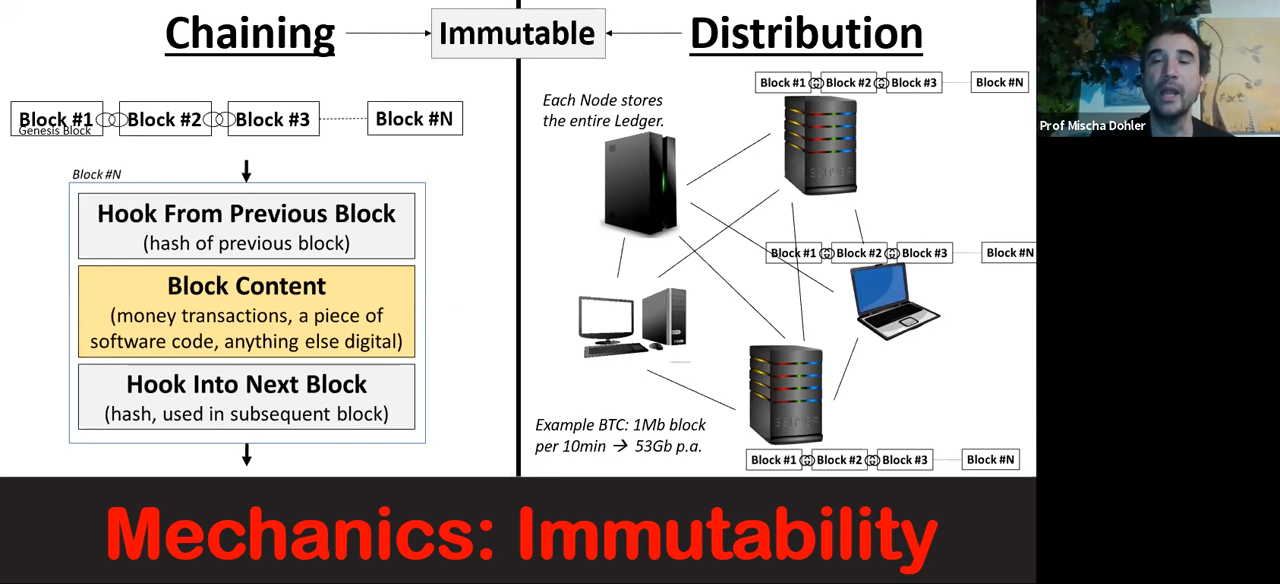 Chaining
Immutable
Distribution
Block #1
Genesis Block
Block #2
Block #3
Block #N
Block #N
Hook From Previous Block
(hash of previous block)
Block Content
(money transactions, a piece of
software code, anything else digital)
Hook Into Next Block
(hash, used in subsequent block)
Each Node stores
the entire Ledger.
Block #1
Block #2
Block #3
Block #N
Block #1
Block #2
Block #3
Block #N
Example BTC: 1Mb block
per 10min → 53Gb p.a.
Block #1
Block #2
Block #3
Block #N
Prof Mischa Dohler
Mechanics: Immutability